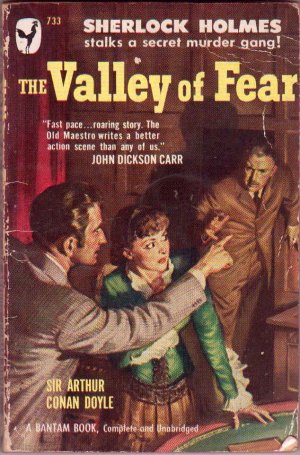 733
SHERLOCK HOLMES
stalks a secret murder gang!
THE Valley of Fear
"Fast pace...roaring story. The
Old Maestro writes a better
action scene than any of us."
JOHN DICKSON CARR
SIR ARTHUR
CONAN DOYLE
A BANTAM BOOK, Complete and Unabridged